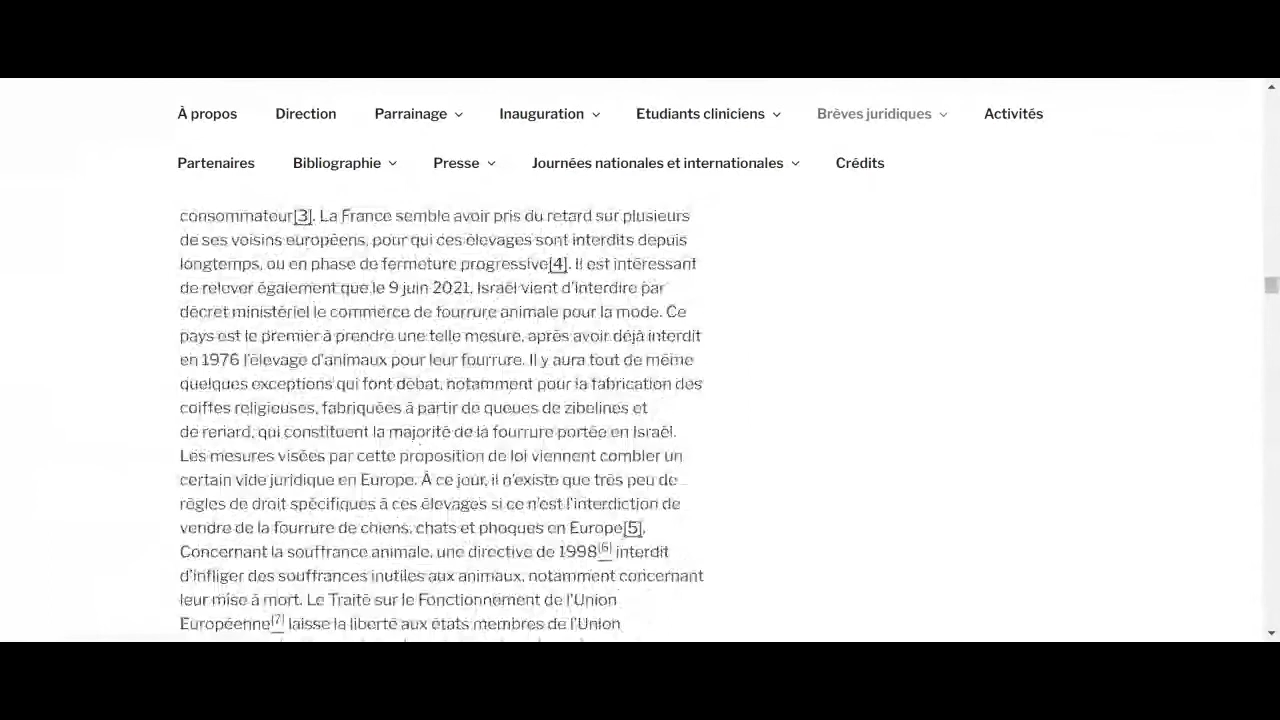 À propos Direction Parrainage Inauguration Etudiants cliniciens Brèves juridiques Activités
Partenaires Bibliographie Presse Journées nationales et internationales Crédits
consommateur[3]. La France semble avoir pris du retard sur plusieurs
de ses voisins européens, pour qui ces élevages sont interdits depuis
longtemps, ou en phase de fermeture progressive[4]. Il est intéressant
de relever également que le 9 juin 2021, Israël vient d'interdire par
décret ministériel le commerce de fourrure animale pour la mode. Ce
pays est le premier à prendre une telle mesure, après avoir déjà interdit
en 1976 l'élevage d'animaux pour leur fourrure. Il y aura tout de même
quelques exceptions qui font débat, notamment pour la fabrication des
coiffes religieuses, fabriquées à partir de queues de zibelines et
de renard, qui constituent la majorité de la fourrure portée en Israël.
Les mesures visées par cette proposition de loi viennent combler un
certain vide juridique en Europe. À ce jour, il n'existe que très peu de
règles de droit spécifiques à ces élevages si ce n'est l'interdiction de
vendre de la fourrure de chiens, chats et phoques en Europe[5].
Concernant la souffrance animale, une directive de 1998[6] interdit
d'infliger des souffrances inutiles aux animaux, notamment concernant
leur mise à mort. Le Traité sur le Fonctionnement de l'Union
Européenne[7] laisse la liberté aux états membres de l'Union